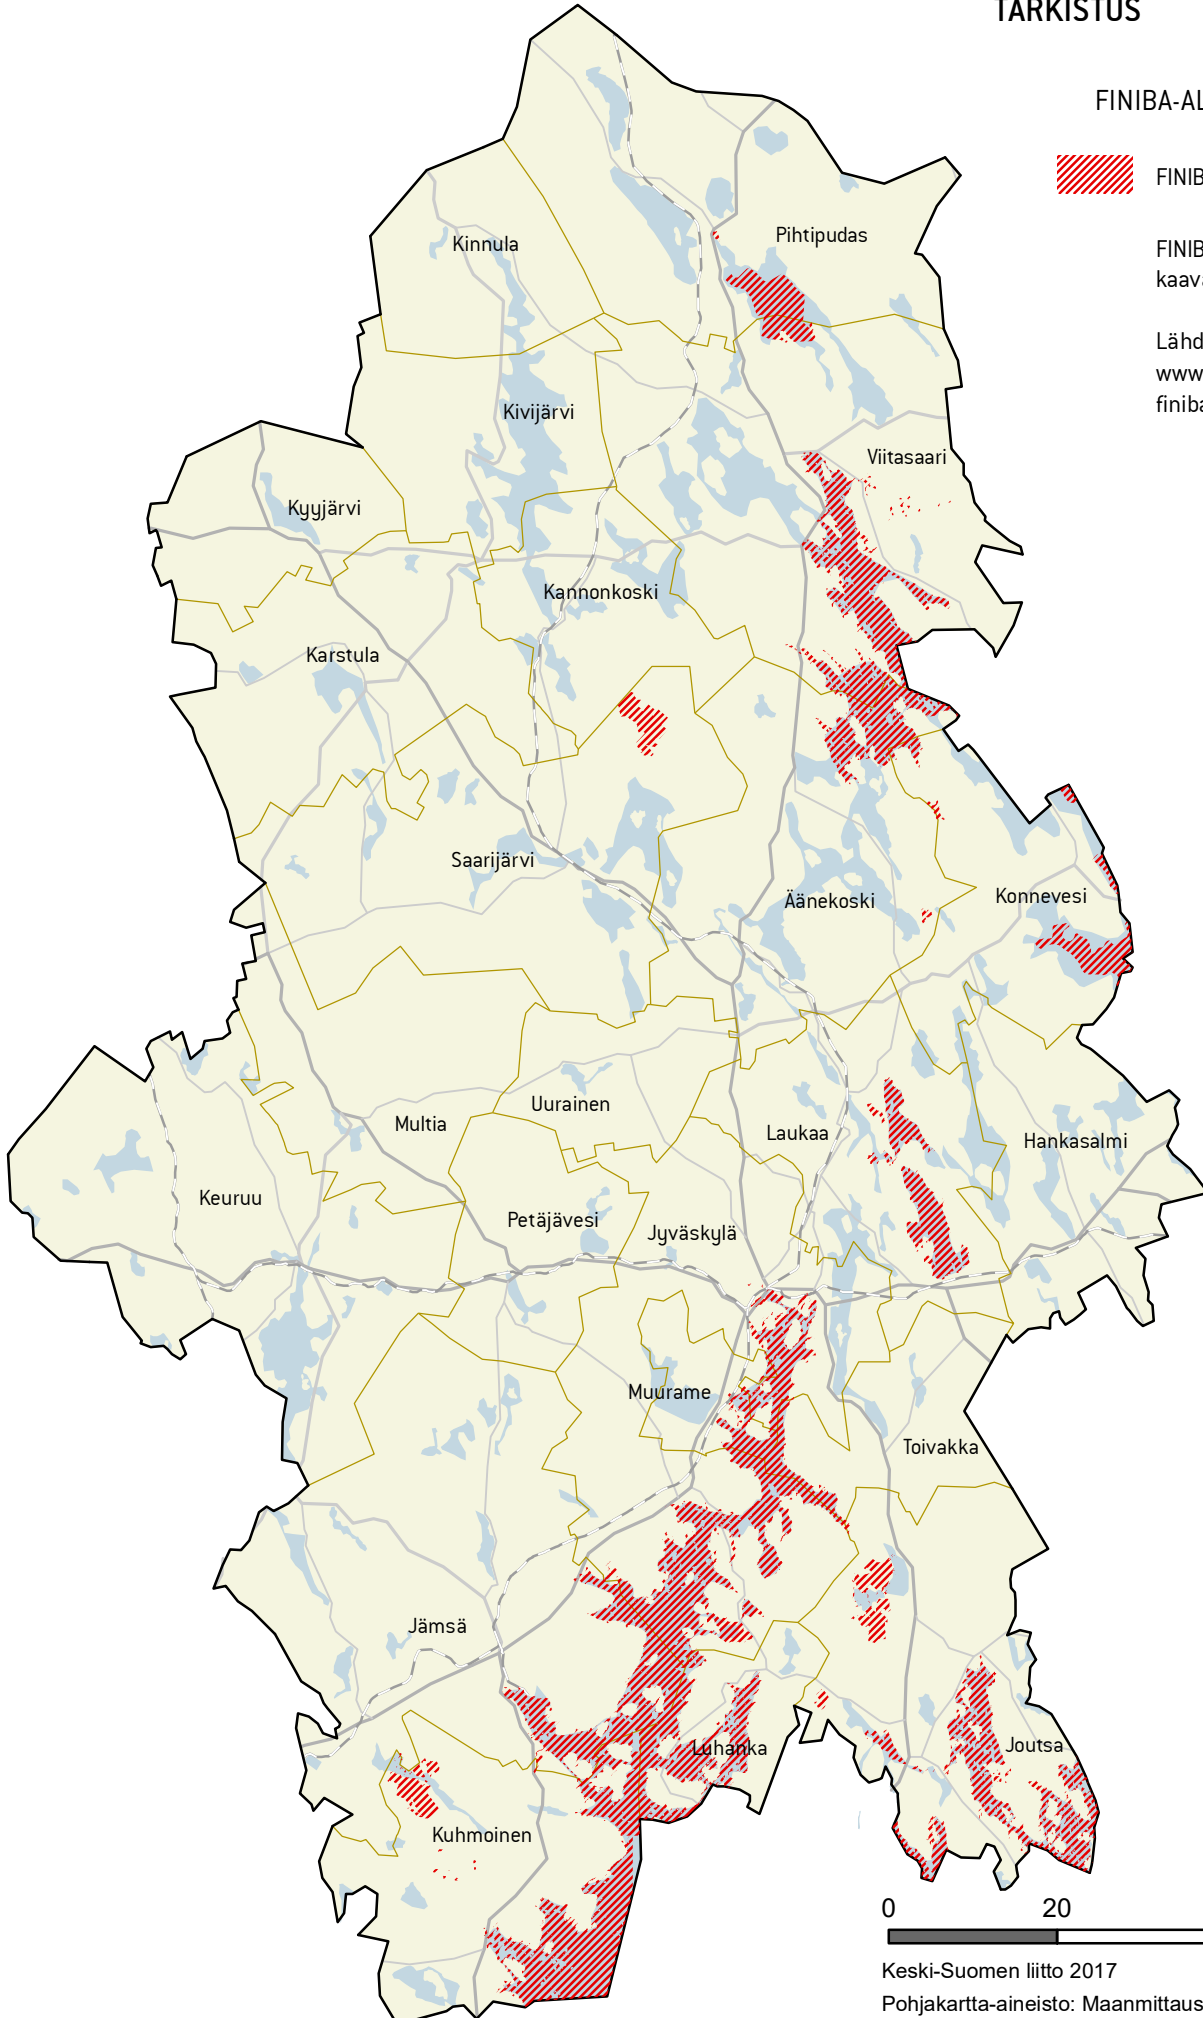 TARKISTUS
FINIBA-AL
FINIB
FINIB
kaava
Lähd
www
finiba
Pihtipudas
Kinnula
Kivijärvi
Viitasaari
Kyyjärvi
Kannonkoski
Karstula
Saarijärvi
Äänekoski
Konnevesi
Uurainen
Multia
Laukaa
Hankasalmi
Keuruu
Petäjävesi
Jyväskylä
Muurame
Toivakka
Jämsä
Luhanka
Joutsa
Kuhmoinen
0 20
Keski-Suomen liitto 2017
Pohjakartta-aineisto: Maanmittaus